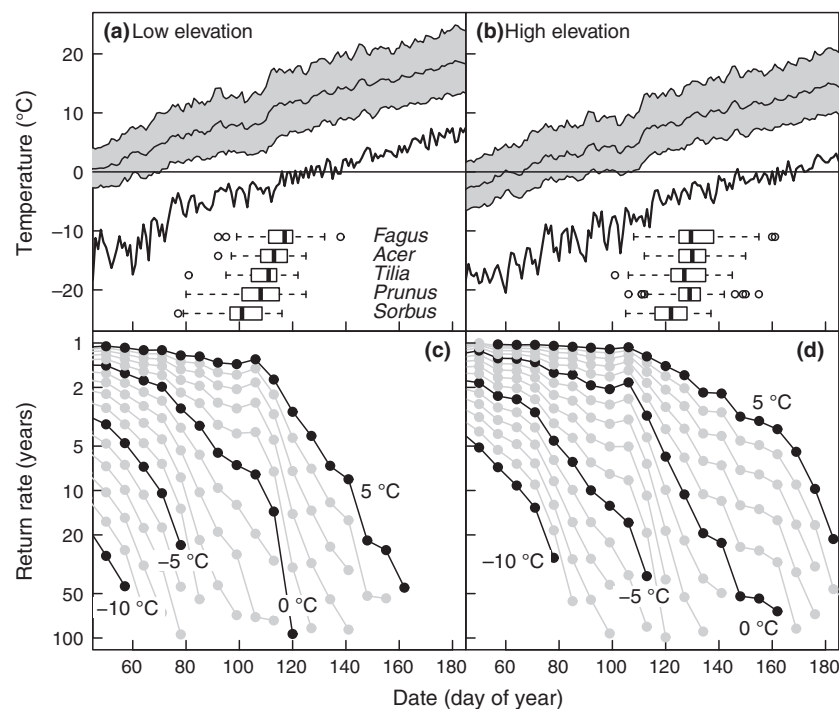 (a) Low elevation
(b) High elevation
Temperature (°C)
20
10
0
−10
−20
Fagus
Acer
Tilia
Prunus
Sorbus
(c)
(d)
Return rate (years)
1
2
5
10
20
50
100
5 °C
−5 °C
−10 °C
0 °C
5 °C
−10 °C
−5 °C
0 °C
60 80 100 120 140 160 180
60 80 100 120 140 160 180
Date (day of year)